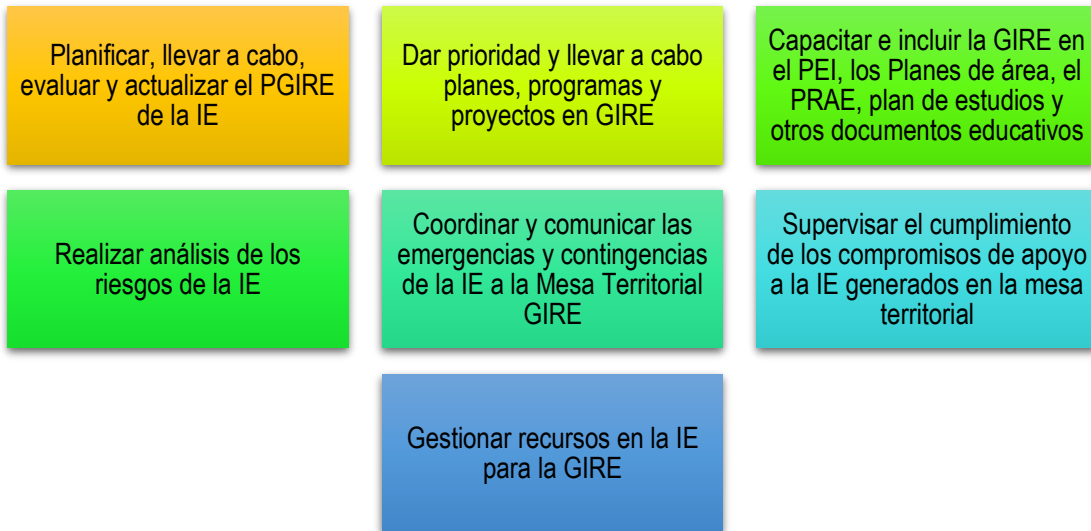 Planificar, llevar a cabo,
evaluar y actualizar el PGIRE
de la IE
Dar prioridad y llevar a cabo
planes, programas y
proyectos en GIRE
Capacitar e incluir la GIRE en
el PEI, los Planes de área, el
PRAE, plan de estudios y
otros documentos educativos
Realizar análisis de los
riesgos de la IE
Coordinar y comunicar las
emergencias y contingencias
de la IE a la Mesa Territorial
GIRE
Supervisar el cumplimiento
de los compromisos de apoyo
a la IE generados en la mesa
territorial
Gestionar recursos en la IE
para la GIRE